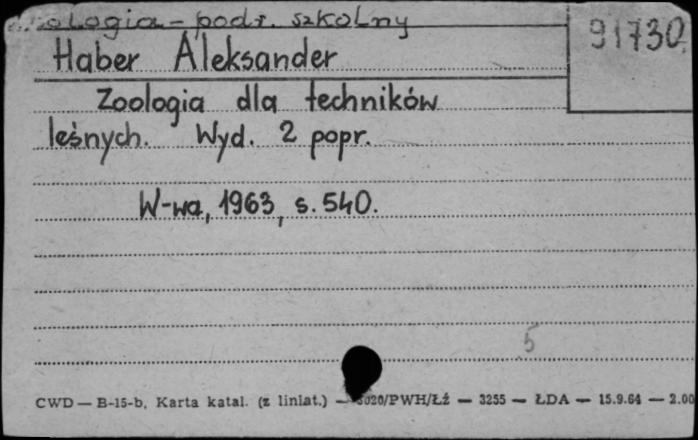 zoologia - podr. szkolny
91730
Haber Aleksander
Zoologia dla techników
leśnych. Wyd. 2 popr.
W-wa, 1963, s. 540.
5
CWD — B-15-b, Karta katal. (z liniat.) — 5020/PWH/Łź — 3255 — ŁDA — 15.9.64 — 2.00